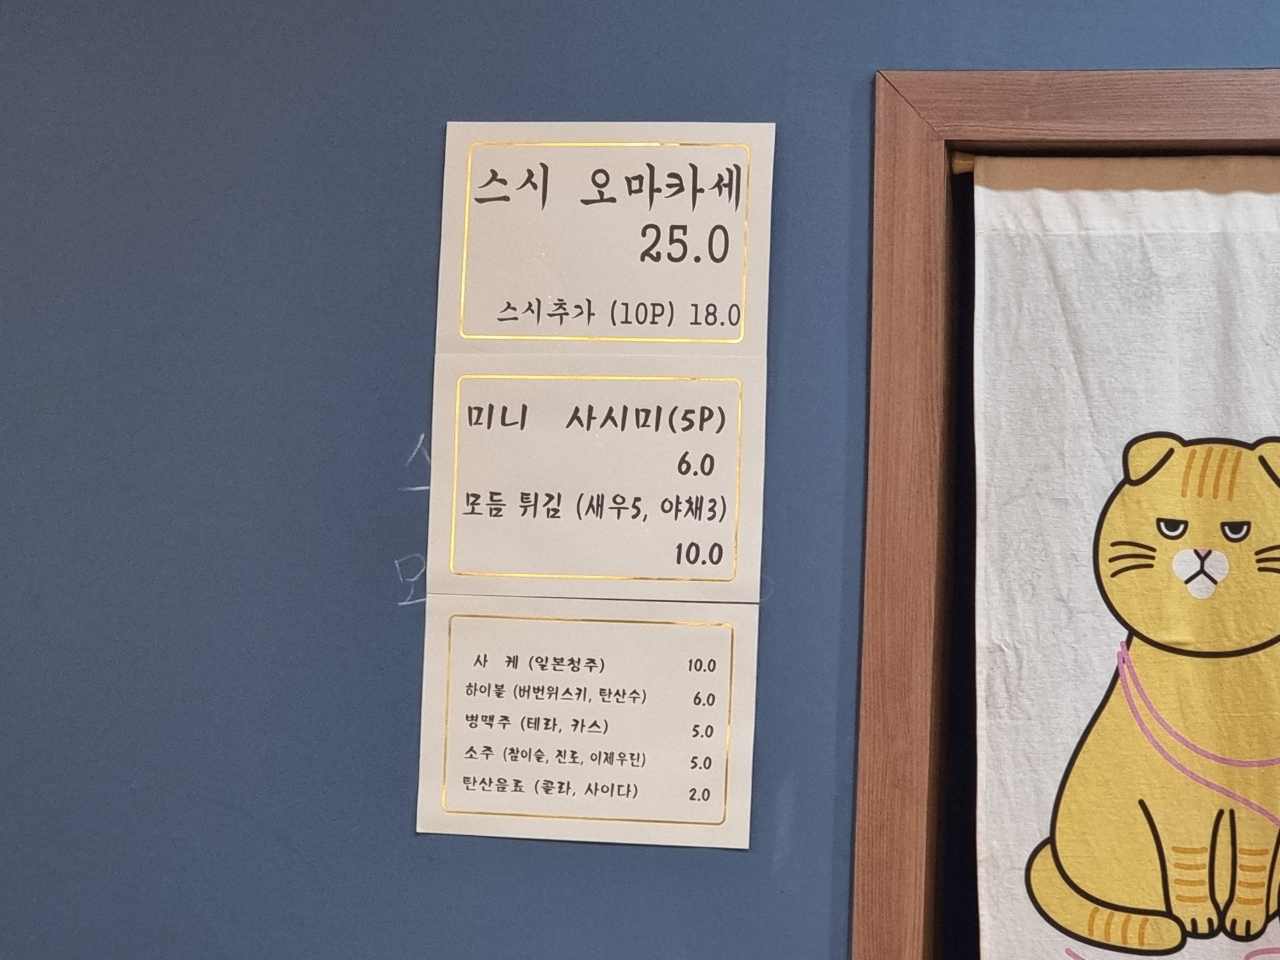 스시 오마카세
25.0
스시추가 (10P) 18.0
미니 사시미(5P)
6.0
모듬 튀김 (새우5, 야채3)
10.0
사 케 (일본청주) 10.0
하이볼 (버번위스키, 탄산수) 6.0
병맥주 (테라, 카스) 5.0
소주 (참이슬, 진로, 이제우린) 5.0
탄산음료 (콜라, 사이다) 2.0